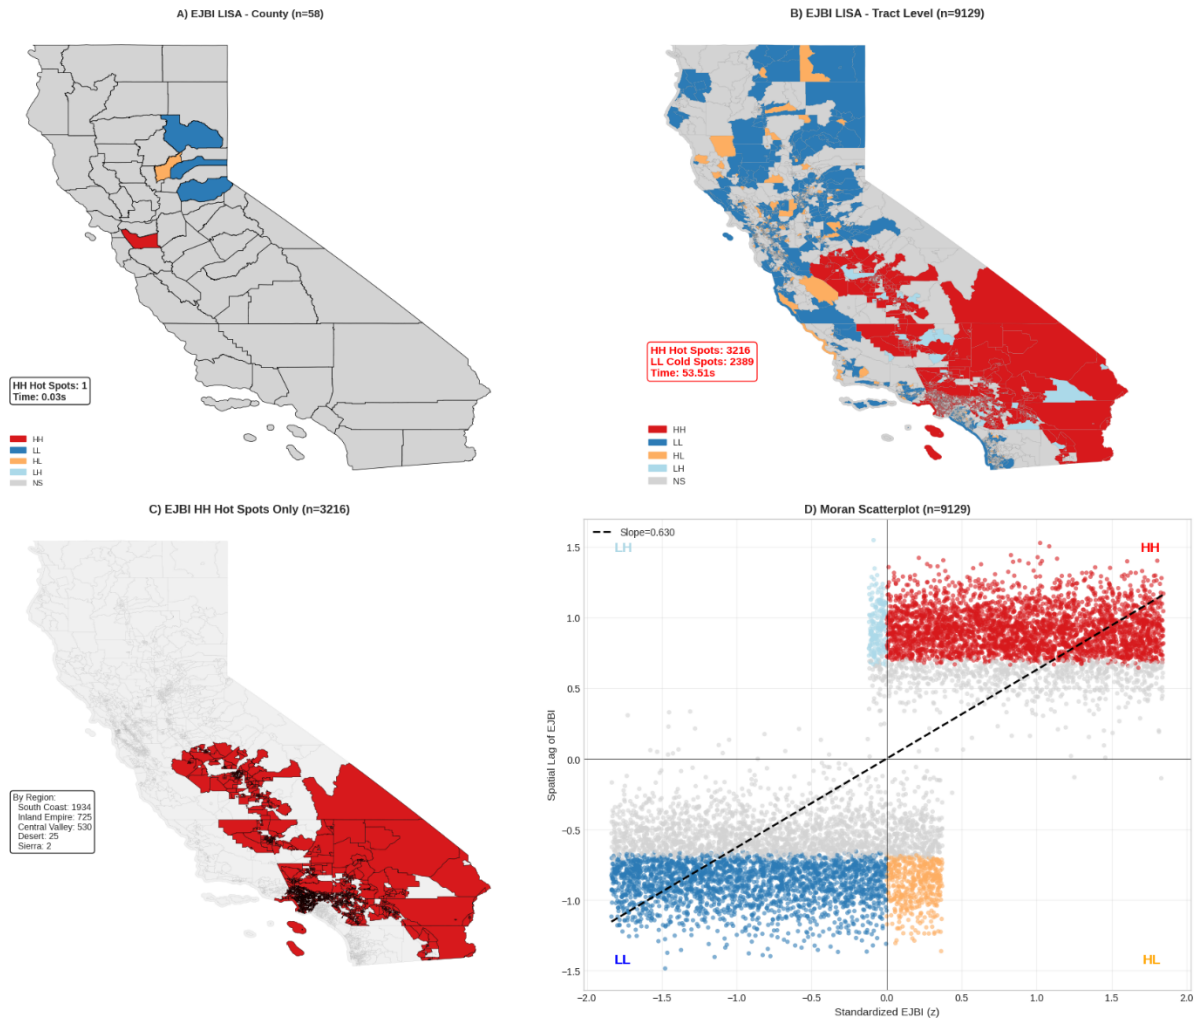 A) EJBI LISA - County (n=58)
HH Hot Spots: 1
Time: 0.03s
HH
LL
HL
LH
NS
B) EJBI LISA - Tract Level (n=9129)
HH Hot Spots: 3216
LL Cold Spots: 2389
Time: 53.51s
HH
LL
HL
LH
NS
C) EJBI HH Hot Spots Only (n=3216)
By Region:
South Coast: 1934
Inland Empire: 725
Central Valley: 530
Desert: 25
Sierra: 2
D) Moran Scatterplot (n=9129)
Slope=0.630
LH
HH
LL
HL
Spatial Lag of EJBI
1.5
1.0
0.5
0.0
−0.5
−1.0
−1.5
−2.0 −1.5 −1.0 −0.5 0.0 0.5 1.0 1.5 2.0
Standardized EJBI (z)